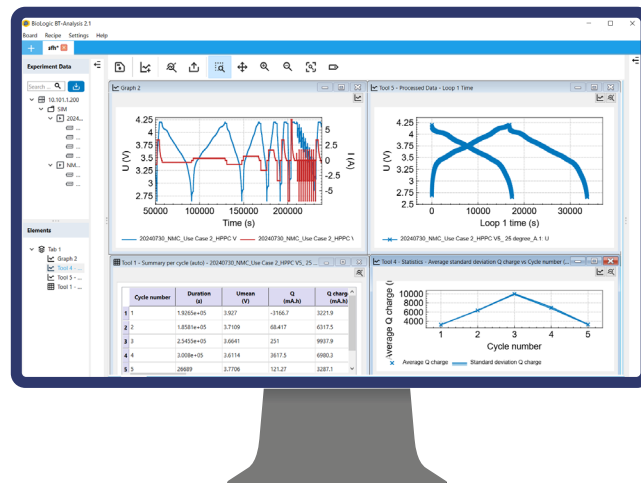 BioLogic BT-Analysis 2.1
Board Recipe Settings Help
+ sfh*
Experiment Data
Search ...
10.101.1.200
SIM
2024...
...
...
...
NM...
...
...
Elements
Tab 1
Graph 2
Tool 4 - ...
Tool 5 - ...
Tool 1 - ...
Graph 2
U (V)
4.25
4
3.75
3.5
3.25
3
2.75
5
2.5
0
-2.5
-5
I (A)
50000 100000 150000 200000
Time (s)
20240730_NMC_Use Case 2_HPPC V
20240730_NMC_Use Case 2_HPPC V
Tool 5 - Processed Data - Loop 1 Time
U (V)
4.25
4
3.75
3.5
3.25
3
2.75
2.5
0 10000 20000 30000
Loop 1 time (s)
20240730_NMC_Use Case 2_HPPC V5_ 25 degree_A.1: U
Tool 1 - Summary per cycle (auto) - 20240730_NMC_Use Case 2_HPPC V5_ 25 ...
Cycle number Duration (s) Umean (V) Q (mA.h) Q charg (mA.h)
1 1 1.9265e+05 3.927 -3166.7 3221.9
2 2 1.8581e+05 3.7109 68.417 6317.5
3 3 2.5455e+05 3.6641 251 9937.9
4 4 3.008e+05 3.6114 3617.5 6980.3
5 5 26689 3.7706 121.27 3287.1
Tool 4 - Statistics - Average standard deviation Q charge vs Cycle number (...
Average Q charge (
10000
8000
6000
4000
1 2 3 4 5
Cycle number
Average Q charge Standard deviation Q charge